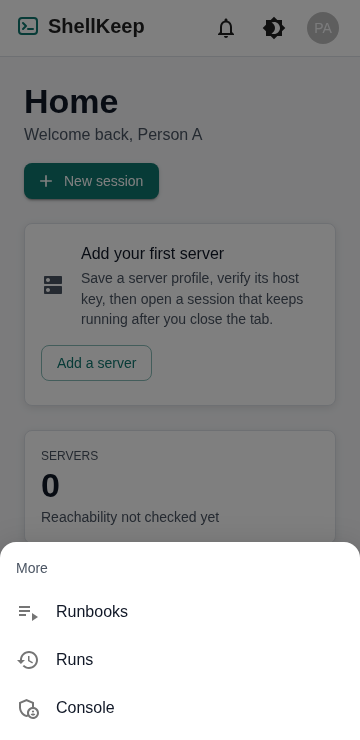 ShellKeep
PA
Home
Welcome back, Person A
New session
Add your first server
Save a server profile, verify its host
key, then open a session that keeps
running after you close the tab.
Add a server
SERVERS
0
Reachability not checked yet
More
Runbooks
Runs
Console